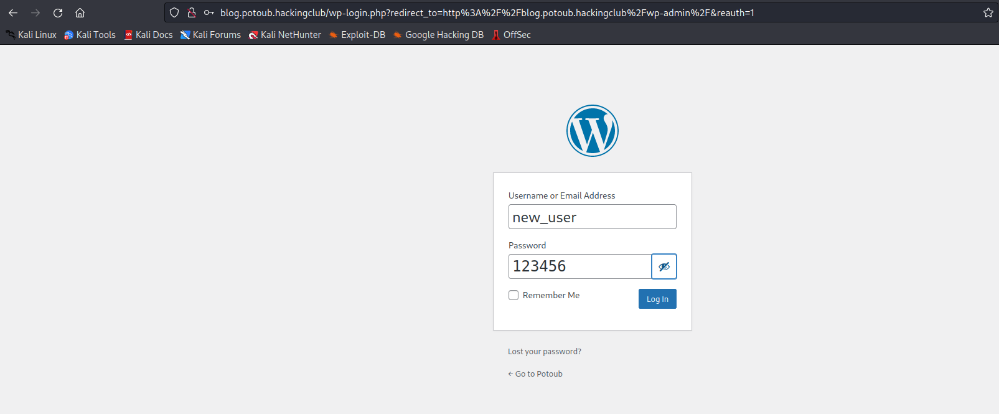 blog.potoub.hackingclub/wp-login.php?redirect_to=http%3A%2F%2Fblog.potoub.hackingclub%2Fwp-admin%2F&reauth=1
Kali Linux Kali Tools Kali Docs Kali Forums Kali NetHunter Exploit-DB Google Hacking DB OffSec
Username or Email Address
new_user
Password
123456
Remember Me Log In
Lost your password?
← Go to Potoub